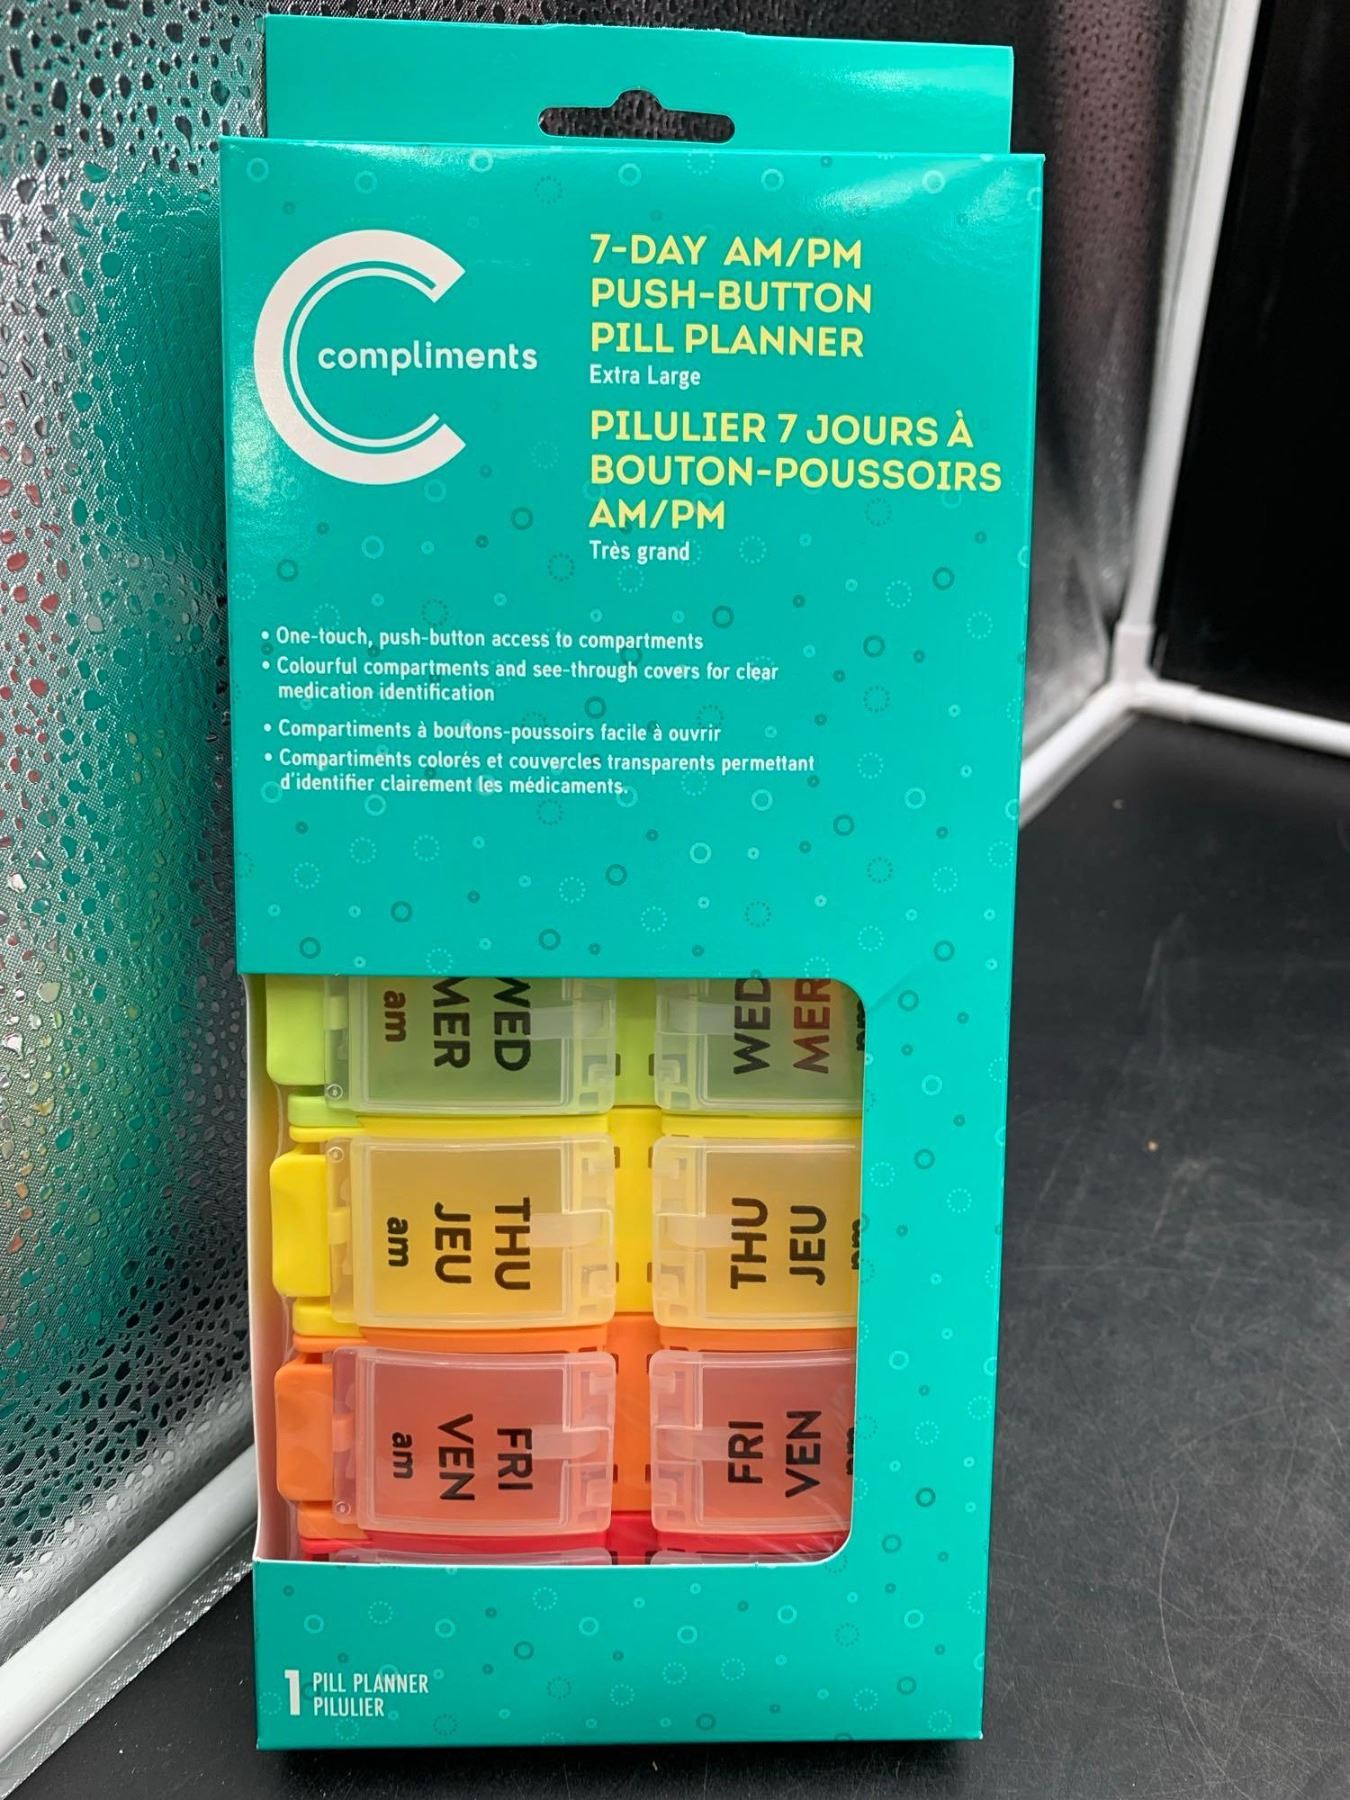 compliments
7-DAY AM/PM
PUSH-BUTTON
PILL PLANNER
Extra Large
PILULIER 7 JOURS À
BOUTON-POUSSOIRS
AM/PM
Très grand
• One-touch, push-button access to compartments
• Colourful compartments and see-through covers for clear
medication identification
• Compartiments à boutons-poussoirs facile à ouvrir
• Compartiments colorés et couvercles transparents permettant
d'identifier clairement les médicaments.
WED
MER
am
WED
MER
THU
JEU
am
THU
JEU
FRI
VEN
am
FRI
VEN
1 PILL PLANNER
PILULIER